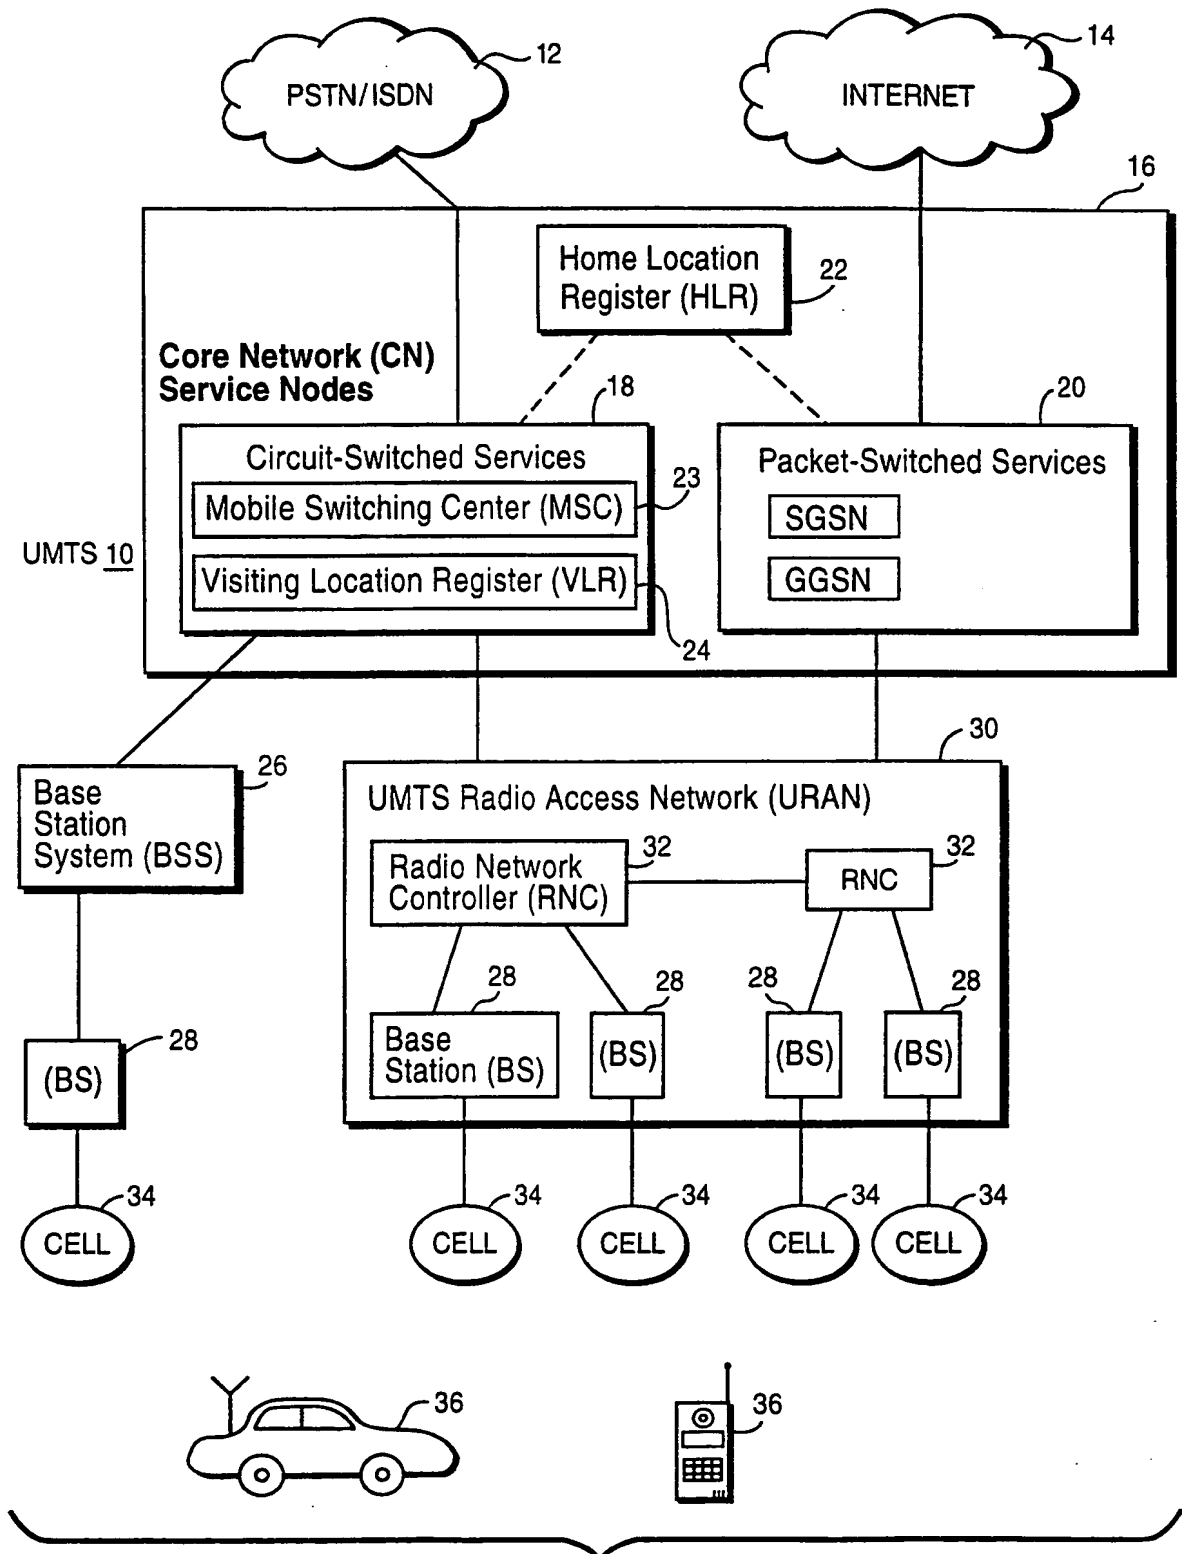 12
PSTN/ISDN
14
INTERNET
16
Home Location
Register (HLR)
22
Core Network (CN)
Service Nodes
18
20
Circuit-Switched Services
Packet-Switched Services
Mobile Switching Center (MSC)
23
SGSN
UMTS 10
Visiting Location Register (VLR)
GGSN
24
30
26
Base
Station
System (BSS)
UMTS Radio Access Network (URAN)
32
Radio Network
Controller (RNC)
32
RNC
28
28
28
28
28
(BS)
Base
Station (BS)
(BS)
(BS)
(BS)
34
34
34
34
34
CELL
CELL
CELL
CELL
CELL
36
36